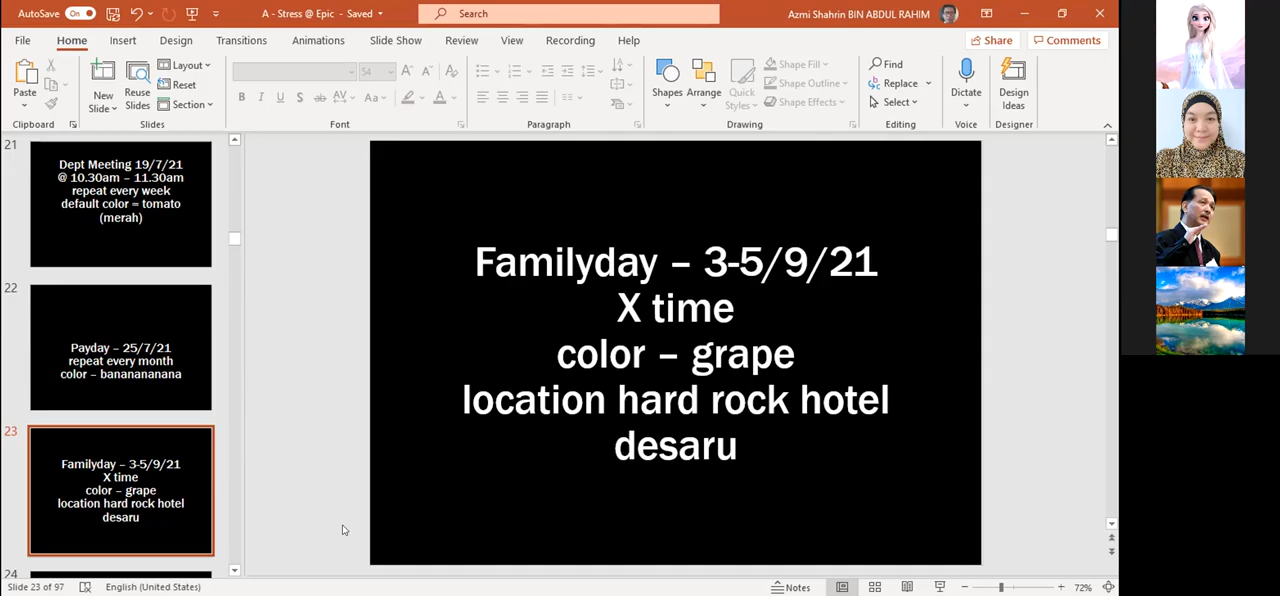 AutoSave On
A - Stress @ Epic - Saved
Search
Azmi Shahrin BIN ABDUL RAHIM
File Home Insert Design Transitions Animations Slide Show Review View Recording Help
Share Comments
Paste
Clipboard
New Slide
Reuse Slides
Layout
Reset
Section
Slides
54
Font
Paragraph
Shapes
Arrange
Quick Styles
Shape Fill
Shape Outline
Shape Effects
Drawing
Find
Replace
Select
Editing
Dictate
Voice
Design Ideas
Designer
21
Dept Meeting 19/7/21
@ 10.30am – 11.30am
repeat every week
default color = tomato
(merah)
22
Payday – 25/7/21
repeat every month
color – banananana
23
Familyday – 3-5/9/21
X time
color – grape
location hard rock hotel
desaru
24
Familyday – 3-5/9/21
X time
color – grape
location hard rock hotel
desaru
Slide 23 of 97
English (United States)
Notes
72%